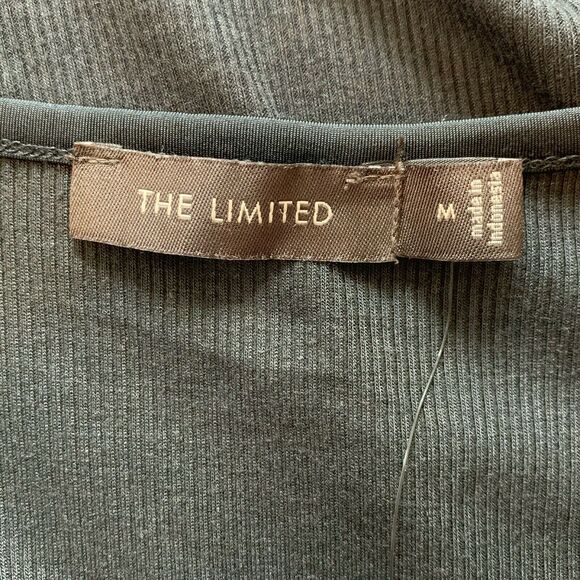 THE LIMITED
M
made in
Indonesia